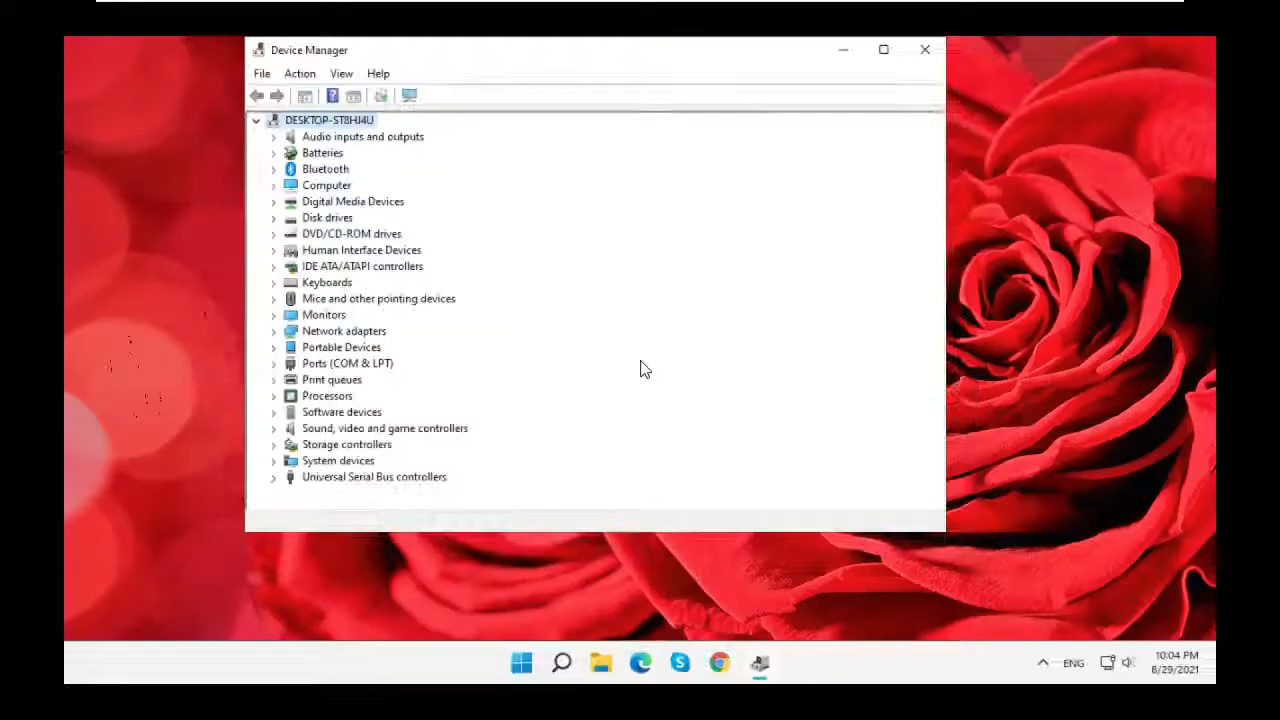 Device Manager
File Action View Help
DESKTOP-ST8HJ4U
Audio inputs and outputs
Batteries
Bluetooth
Computer
Digital Media Devices
Disk drives
DVD/CD-ROM drives
Human Interface Devices
IDE ATA/ATAPI controllers
Keyboards
Mice and other pointing devices
Monitors
Network adapters
Portable Devices
Ports (COM & LPT)
Print queues
Processors
Software devices
Sound, video and game controllers
Storage controllers
System devices
Universal Serial Bus controllers
ENG
10:04 PM
8/29/2021